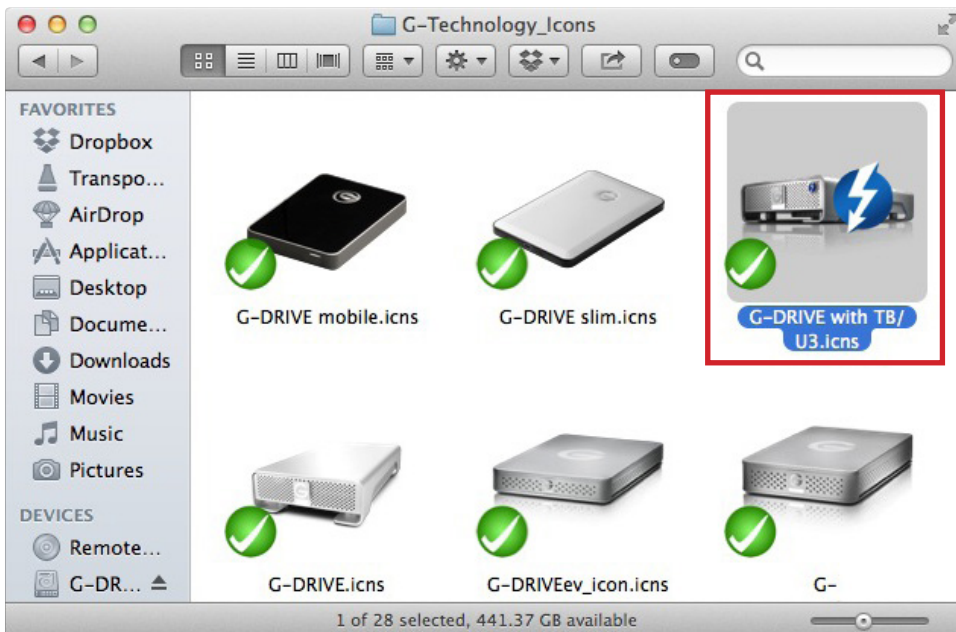 G-Technology_Icons
FAVORITES
Dropbox
Transpo...
AirDrop
Applicat...
Desktop
Docume...
Downloads
Movies
Music
Pictures
DEVICES
Remote...
G-DR...
G-DRIVE mobile.icns
G-DRIVE slim.icns
G-DRIVE with TB/
U3.icns
G-DRIVE.icns
G-DRIVEev_icon.icns
G-
1 of 28 selected, 441.37 GB available